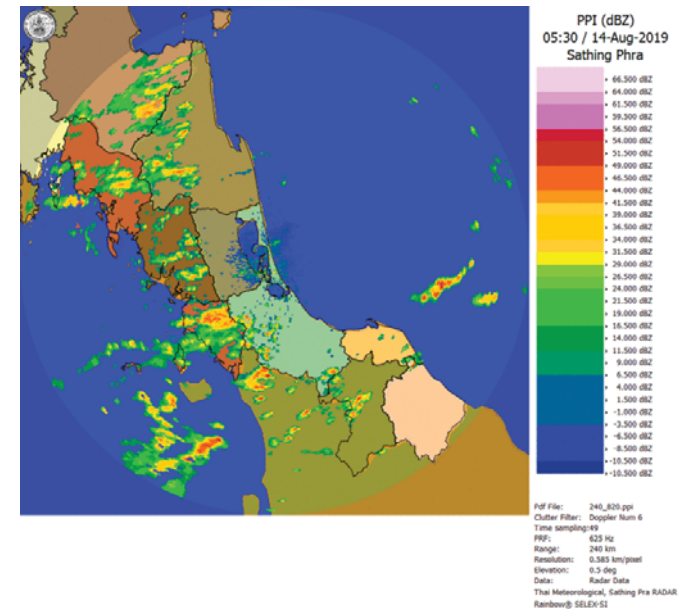 PPI (dBZ)
05:30 / 14-Aug-2019
Sathing Phra
66.500 dBZ
64.000 dBZ
61.500 dBZ
59.500 dBZ
56.500 dBZ
54.000 dBZ
51.500 dBZ
49.000 dBZ
46.500 dBZ
44.000 dBZ
41.500 dBZ
39.000 dBZ
36.500 dBZ
34.000 dBZ
31.500 dBZ
29.000 dBZ
26.500 dBZ
24.000 dBZ
21.500 dBZ
19.000 dBZ
16.500 dBZ
14.000 dBZ
11.500 dBZ
9.000 dBZ
6.500 dBZ
4.000 dBZ
1.500 dBZ
-1.000 dBZ
-3.500 dBZ
-6.500 dBZ
-8.500 dBZ
-10.500 dBZ
-10.500 dBZ
Pdf File: 240_820.ppi
Clutter Filter: Doppler Num 6
Time sampling:49
PRF: 625 Hz
Range: 240 km
Resolution: 0.585 km/pixel
Elevation: 0.5 deg
Data: Radar Data
Thai Meteorological, Sathing Pra RADAR
Rainbow® SELEX-SI